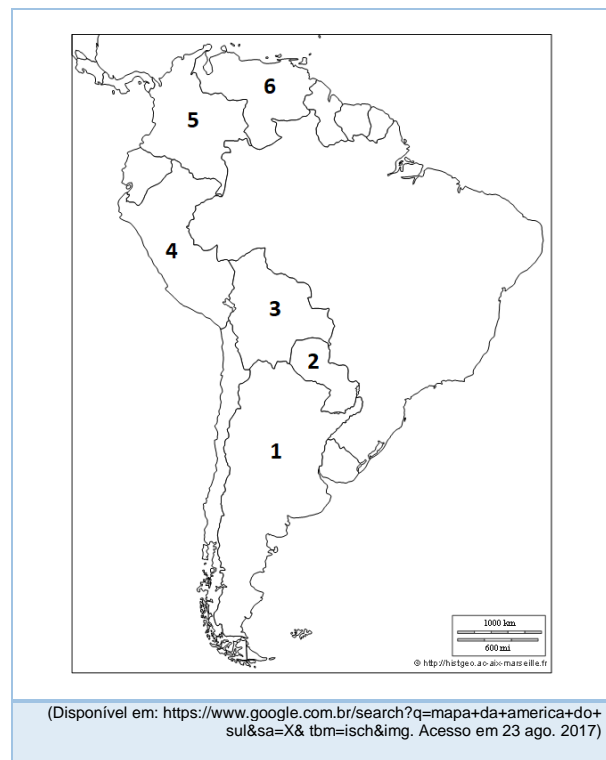 6
5
4
3
2
1
1000 km
600 mi
© http://histgeo.ac-aix-marseille.fr
(Disponível em: https://www.google.com.br/search?q=mapa+da+america+do+
sul&sa=X& tbm=isch&img. Acesso em 23 ago. 2017)